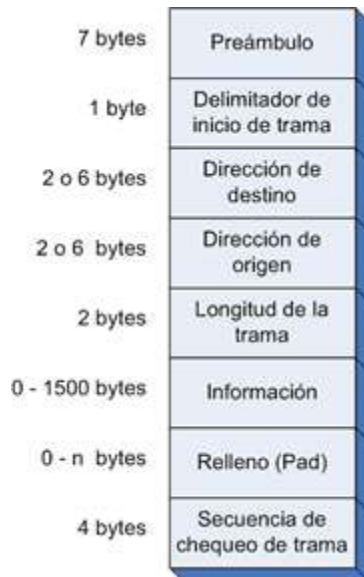 7 bytes Preámbulo
1 byte Delimitador de
inicio de trama
2 o 6 bytes Dirección de
destino
2 o 6 bytes Dirección de
origen
2 bytes Longitud de la
trama
0 - 1500 bytes Información
0 - n bytes Relleno (Pad)
4 bytes Secuencia de
chequeo de trama